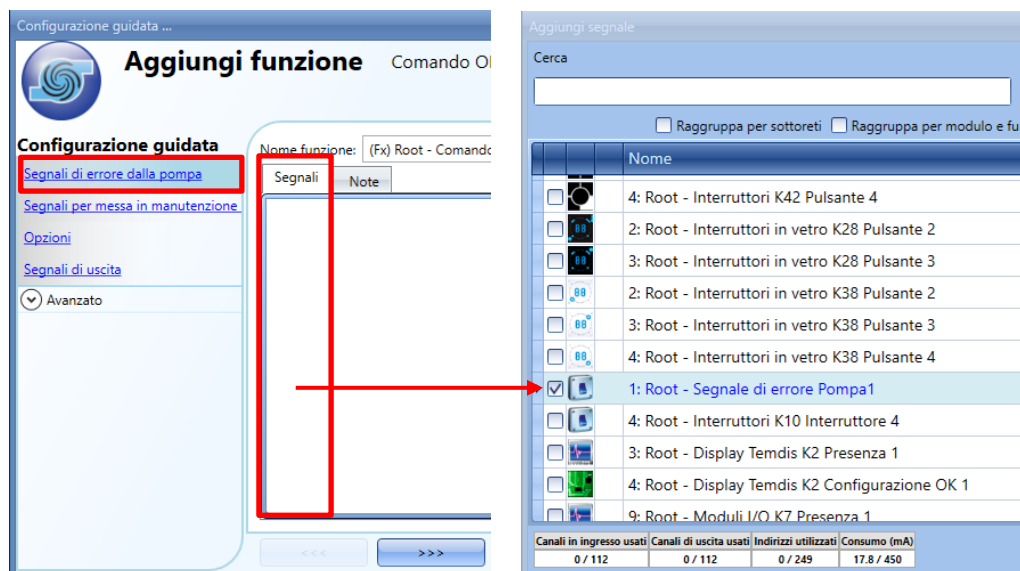 Configurazione guidata ...
Aggiungi funzione
Comando O
Configurazione guidata
Segnali di errore dalla pompa
Segnali per messa in manutenzione
Opzioni
Segnali di uscita
Avanzato
Nome funzione: (Fx) Root - Comando
Segnali
Note
<<<
>>>
Aggiungi segnale
Cerca
Raggruppa per sottoreti
Raggruppa per modulo e fu
Nome
4: Root - Interruttori K42 Pulsante 4
2: Root - Interruttori in vetro K28 Pulsante 2
3: Root - Interruttori in vetro K28 Pulsante 3
2: Root - Interruttori in vetro K38 Pulsante 2
3: Root - Interruttori in vetro K38 Pulsante 3
4: Root - Interruttori in vetro K38 Pulsante 4
1: Root - Segnale di errore Pompa1
4: Root - Interruttori K10 Interruttore 4
3: Root - Display Temdis K2 Presenza 1
4: Root - Display Temdis K2 Configurazione OK 1
9: Root - Moduli I/O K7 Presenza 1
Canali in ingresso usati Canali di uscita usati Indirizzi utilizzati Consumo (mA)
0 / 112 0 / 112 0 / 249 17.8 / 450